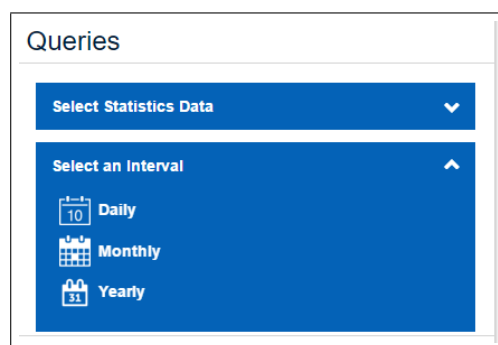 Queries
Select Statistics Data
Select an Interval
10 Daily
Monthly
31 Yearly